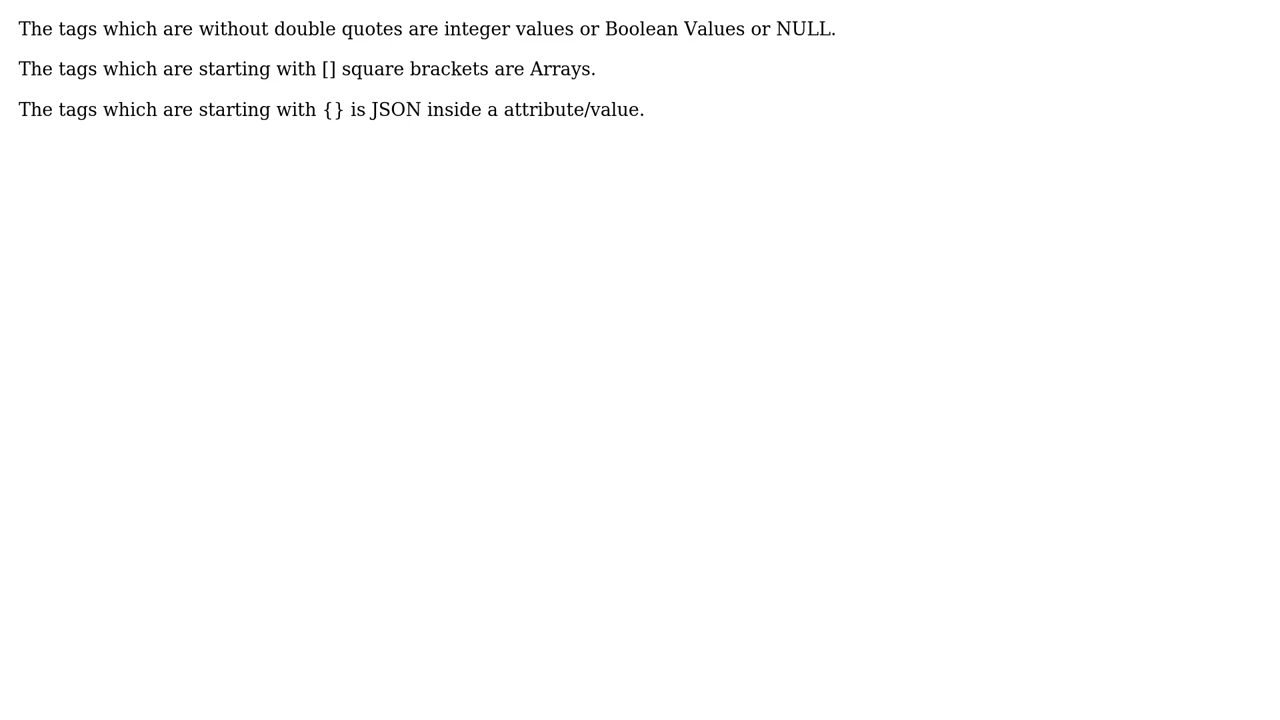 The tags which are without double quotes are integer values or Boolean Values or NULL.
The tags which are starting with [] square brackets are Arrays.
The tags which are starting with {} is JSON inside a attribute/value.